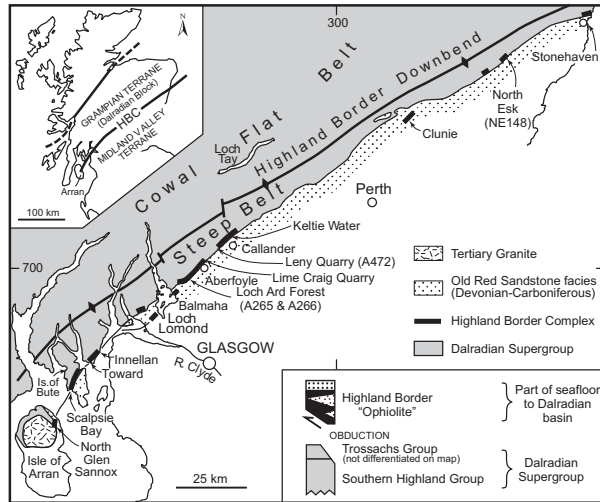 300
N
GRAMPIAN TERRANE
(Dalradian Block)
HBC
MIDLAND VALLEY
TERRANE
Arran
100 km
Cowal Flat Belt
Loch
Tay
Highland Border Downbend
Steep Belt
Stonehaven
North
Esk
(NE148)
Clunie
Perth
Keltie Water
Callander
Leny Quarry (A472)
Lime Craig Quarry
Aberfoyle
Loch Ard Forest
(A265 & A266)
Balmaha
Loch
Lomond
700
GLASGOW
R. Clyde
Innellan
Toward
Is.of
Bute
Scalpsie
Bay
North
Glen
Sannox
Isle of
Arran
25 km
Tertiary Granite
Old Red Sandstone facies
(Devonian-Carboniferous)
Highland Border Complex
Dalradian Supergroup
Highland Border
"Ophiolite"
Part of seafloor
to Dalradian
basin
OBDUCTION
Trossachs Group
(not differentiated on map)
Southern Highland Group
Dalradian
Supergroup